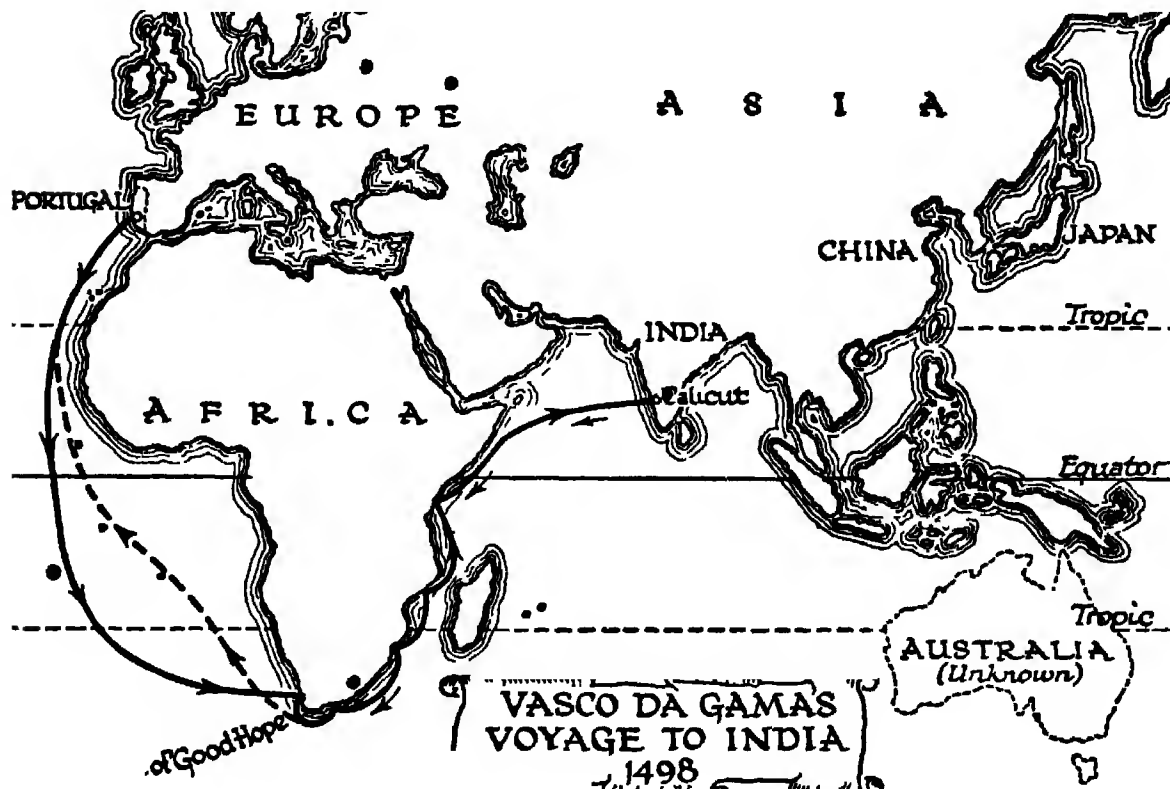 EUROPE
ASIA
PORTUGAL
CHINA
JAPAN
Tropic
INDIA
Calicut
AFRICA
Equator
Tropic
AUSTRALIA
(Unknown)
of Good Hope
VASCO DA GAMAS
VOYAGE TO INDIA
1498